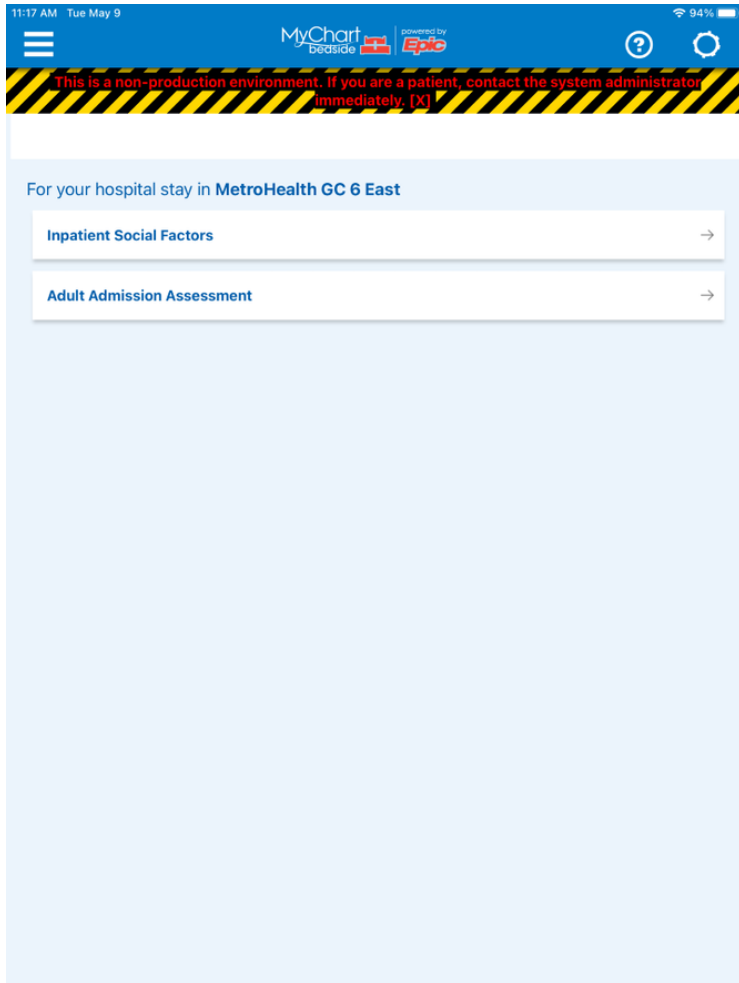 11:17 AM Tue May 9
94%
MyChart
bedside
powered by
Epic
This is a non-production environment. If you are a patient, contact the system administrator
immediately. [X]
For your hospital stay in MetroHealth GC 6 East
Inpatient Social Factors
Adult Admission Assessment